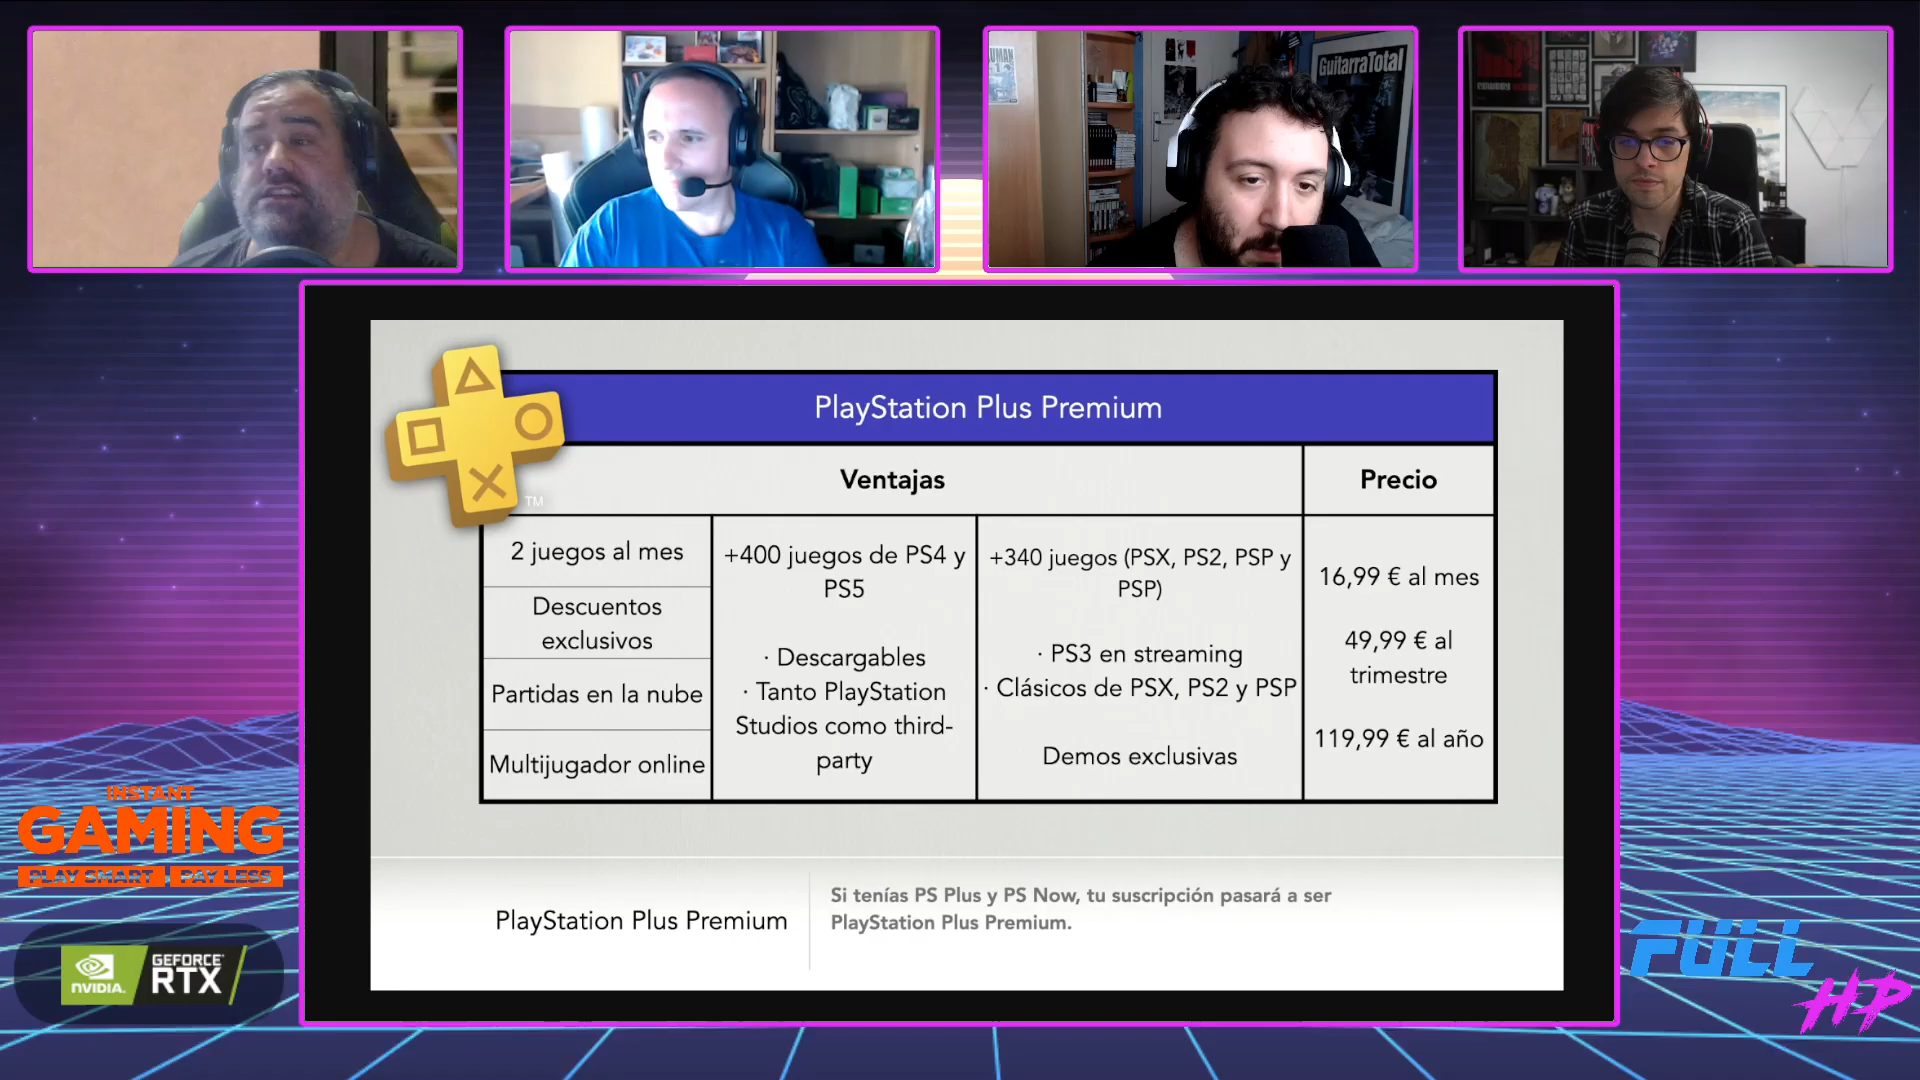 HUMAN
GuitarraTotal
PlayStation Plus Premium
TM
Ventajas
Precio
2 juegos al mes
Descuentos
exclusivos
Partidas en la nube
Multijugador online
+400 juegos de PS4 y
PS5
· Descargables
· Tanto PlayStation
Studios como third-
party
+340 juegos (PSX, PS2, PSP y
PSP)
· PS3 en streaming
· Clásicos de PSX, PS2 y PSP
Demos exclusivas
16,99 € al mes
49,99 € al
trimestre
119,99 € al año
PlayStation Plus Premium
Si tenías PS Plus y PS Now, tu suscripción pasará a ser
PlayStation Plus Premium.
INSTANT
GAMING
PLAY SMART PAY LESS
NVIDIA.
GEFORCE
RTX
FULL
HP